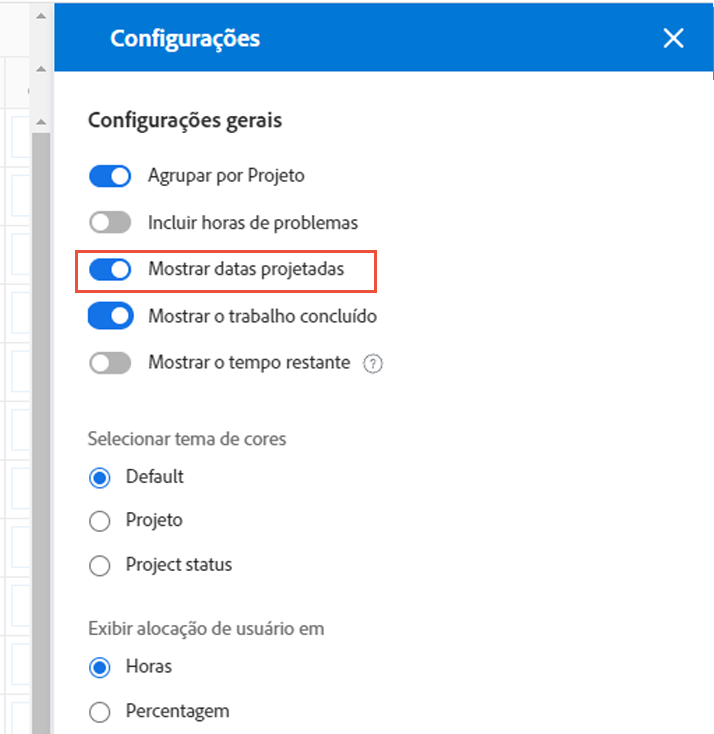 Configurações
Configurações gerais
Agrupar por Projeto
Incluir horas de problemas
Mostrar datas projetadas
Mostrar o trabalho concluído
Mostrar o tempo restante ?
Selecionar tema de cores
Default
Projeto
Project status
Exibir alocação de usuário em
Horas
Percentagem